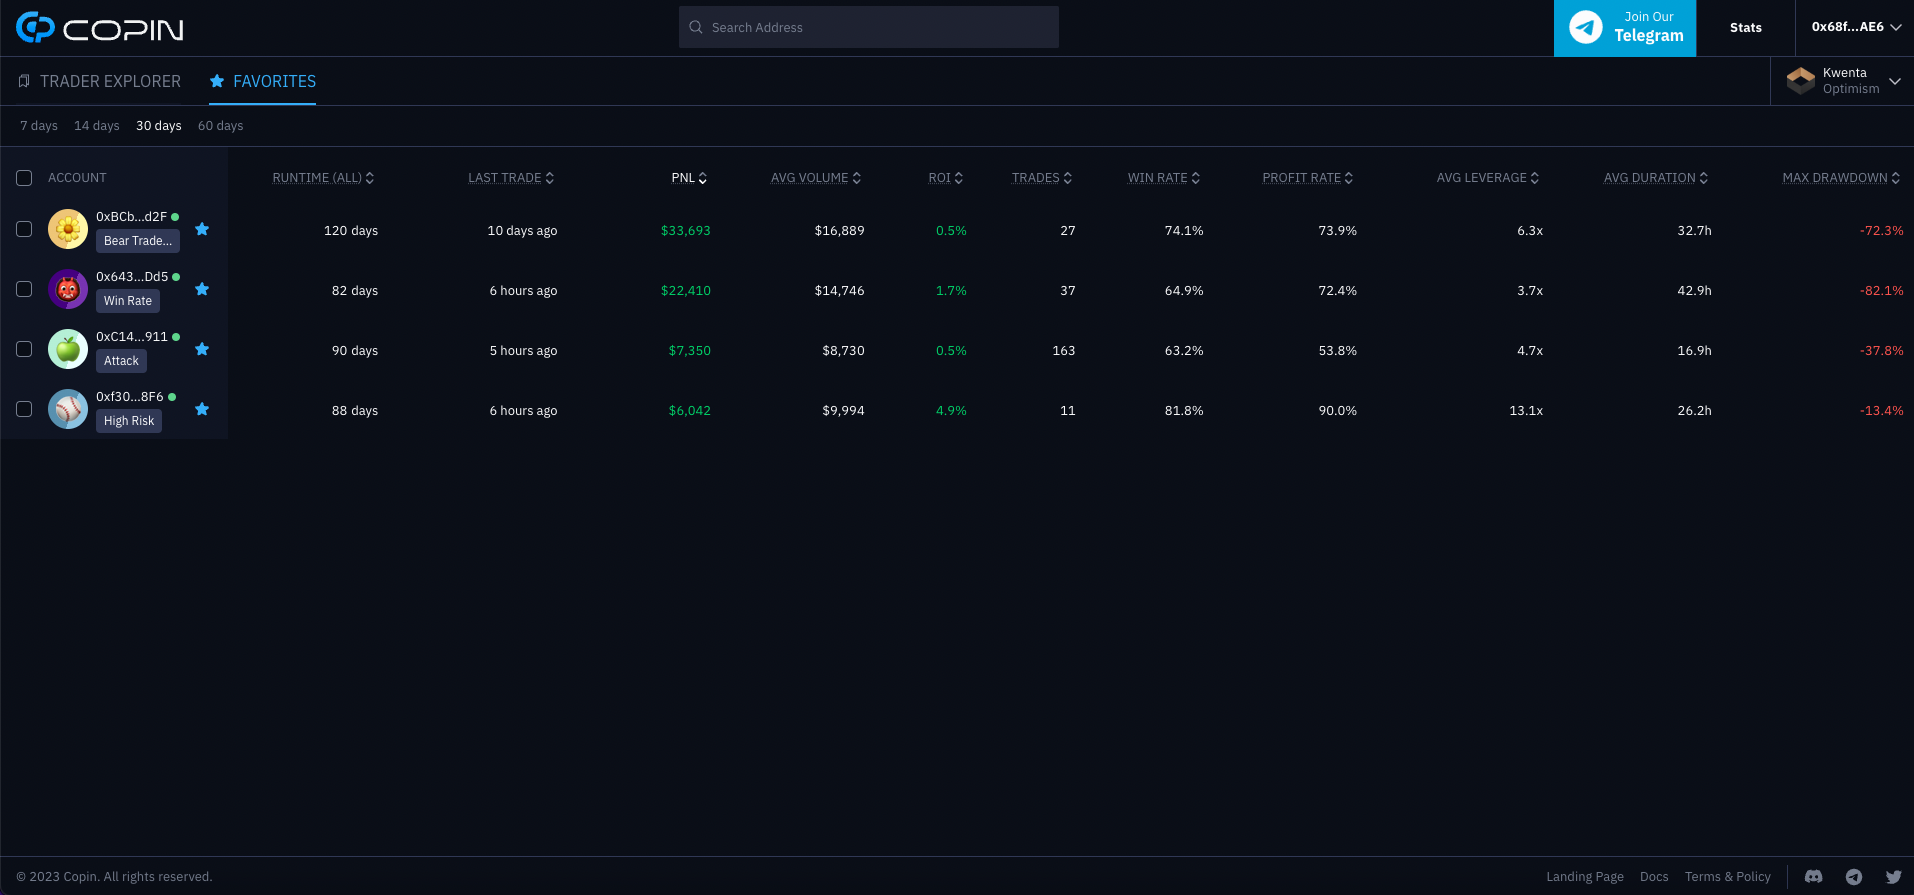 COPIN
Search Address
Join Our
Telegram
Stats
0x68f...AE6
TRADER EXPLORER
FAVORITES
Kwenta
Optimism
7 days 14 days 30 days 60 days
ACCOUNT RUNTIME (ALL) LAST TRADE PNL AVG VOLUME ROI TRADES WIN RATE PROFIT RATE AVG LEVERAGE AVG DURATION MAX DRAWDOWN
0xBCb...d2F
Bear Trade...
120 days 10 days ago $33,693 $16,889 0.5% 27 74.1% 73.9% 6.3x 32.7h -72.3%
0x643...Dd5
Win Rate
82 days 6 hours ago $22,410 $14,746 1.7% 37 64.9% 72.4% 3.7x 42.9h -82.1%
0xC14...911
Attack
90 days 5 hours ago $7,350 $8,730 0.5% 163 63.2% 53.8% 4.7x 16.9h -37.8%
0xf30...8F6
High Risk
88 days 6 hours ago $6,042 $9,994 4.9% 11 81.8% 90.0% 13.1x 26.2h -13.4%
© 2023 Copin. All rights reserved.
Landing Page Docs Terms & Policy